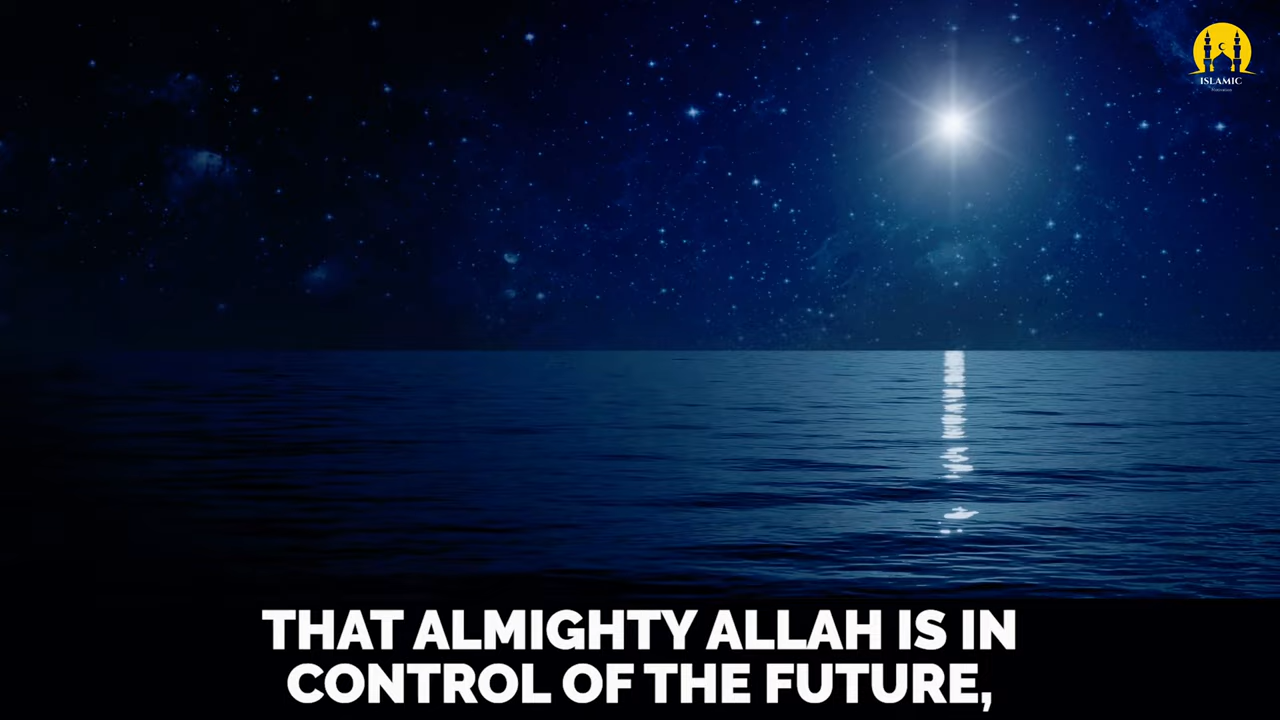 ISLAMIC
THAT ALMIGHTY ALLAH IS IN
CONTROL OF THE FUTURE,